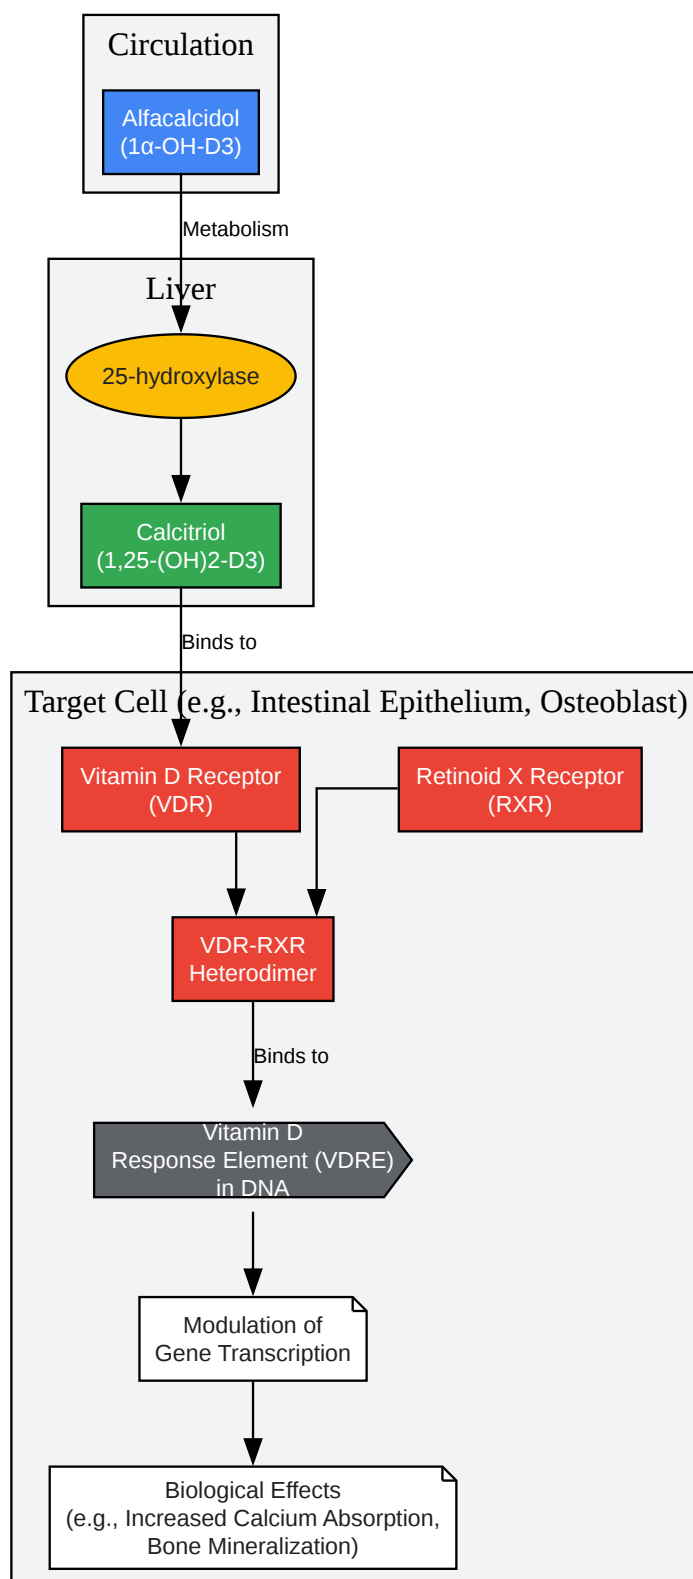 Circulation
Alfacalcidol
(1α-OH-D3)
Metabolism
Liver
25-hydroxylase
Calcitriol
(1,25-(OH)2-D3)
Binds to
Target Cell (e.g., Intestinal Epithelium, Osteoblast)
Vitamin D Receptor
(VDR)
Retinoid X Receptor
(RXR)
VDR-RXR
Heterodimer
Binds to
Vitamin D
Response Element (VDRE)
in DNA
Modulation of
Gene Transcription
Biological Effects
(e.g., Increased Calcium Absorption,
Bone Mineralization)